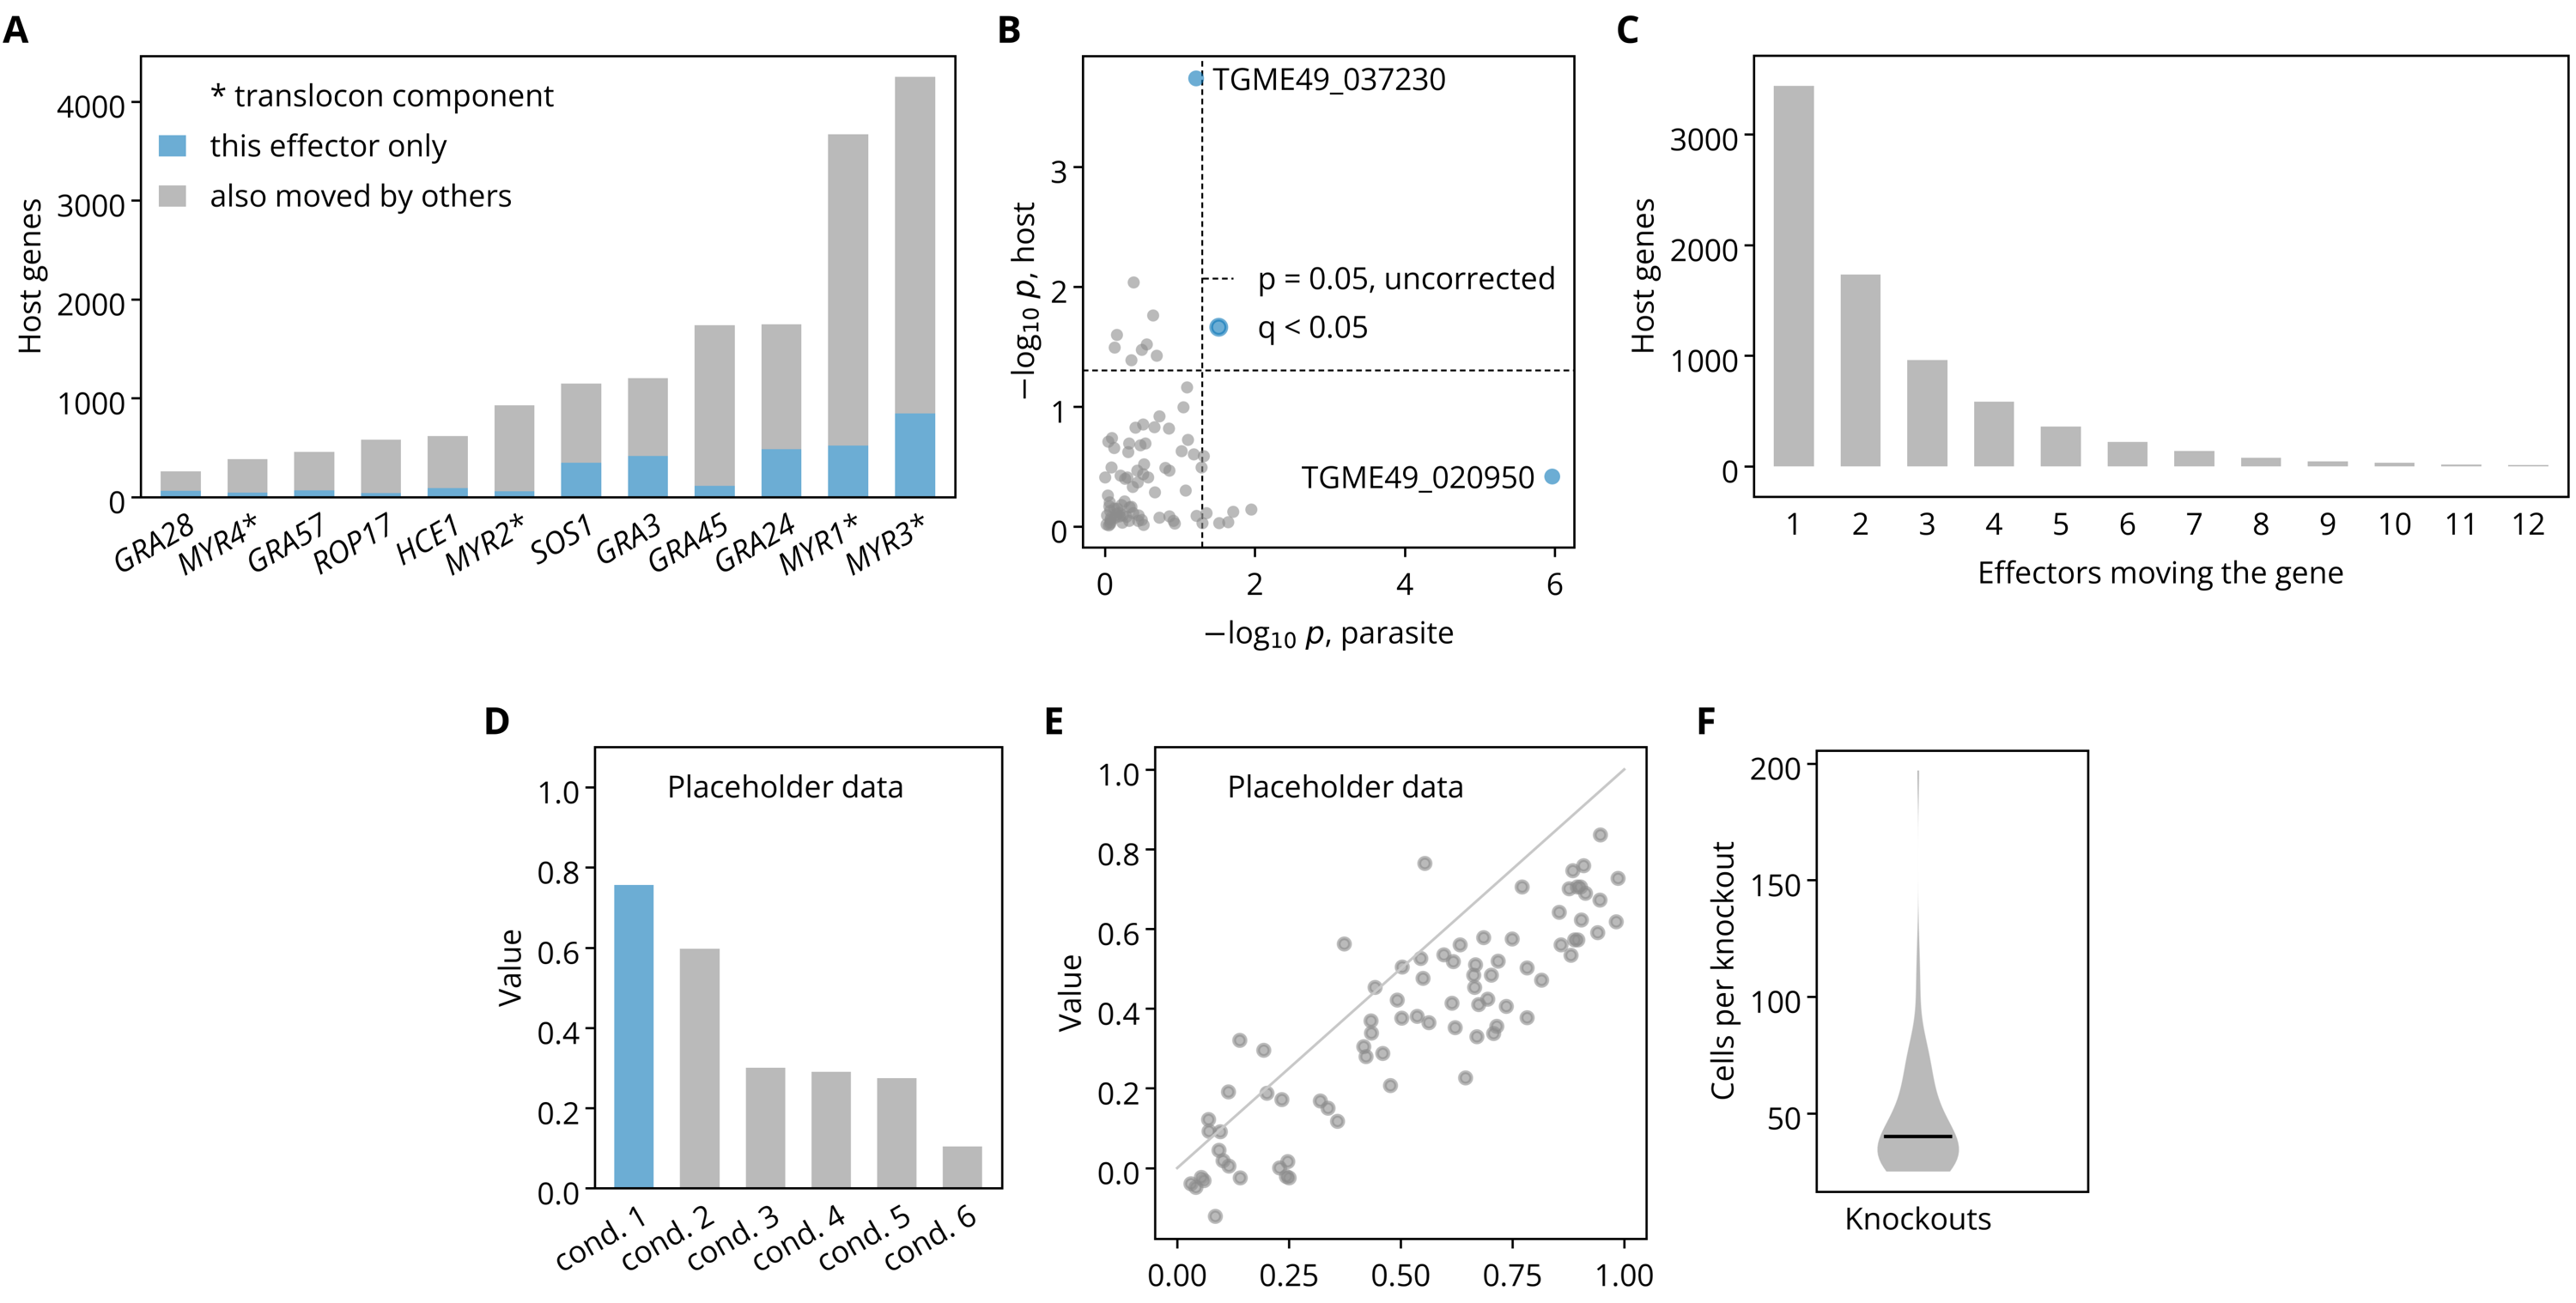 A
* translocon component
this effector only
also moved by others
Host genes
4000
3000
2000
1000
0
GRA28
MYR4*
GRA57
ROP17
HCE1
MYR2*
SOS1
GRA3
GRA45
GRA24
MYR1*
MYR3*
B
TGME49_037230
p = 0.05, uncorrected
q < 0.05
TGME49_020950
−log₁₀ p, host
3
2
1
0
0 2 4 6
−log₁₀ p, parasite
C
Host genes
3000
2000
1000
0
1 2 3 4 5 6 7 8 9 10 11 12
Effectors moving the gene
D
Placeholder data
Value
1.0
0.8
0.6
0.4
0.2
0.0
cond. 1
cond. 2
cond. 3
cond. 4
cond. 5
cond. 6
E
Placeholder data
Value
1.0
0.8
0.6
0.4
0.2
0.0
0.00 0.25 0.50 0.75 1.00
F
Cells per knockout
200
150
100
50
Knockouts